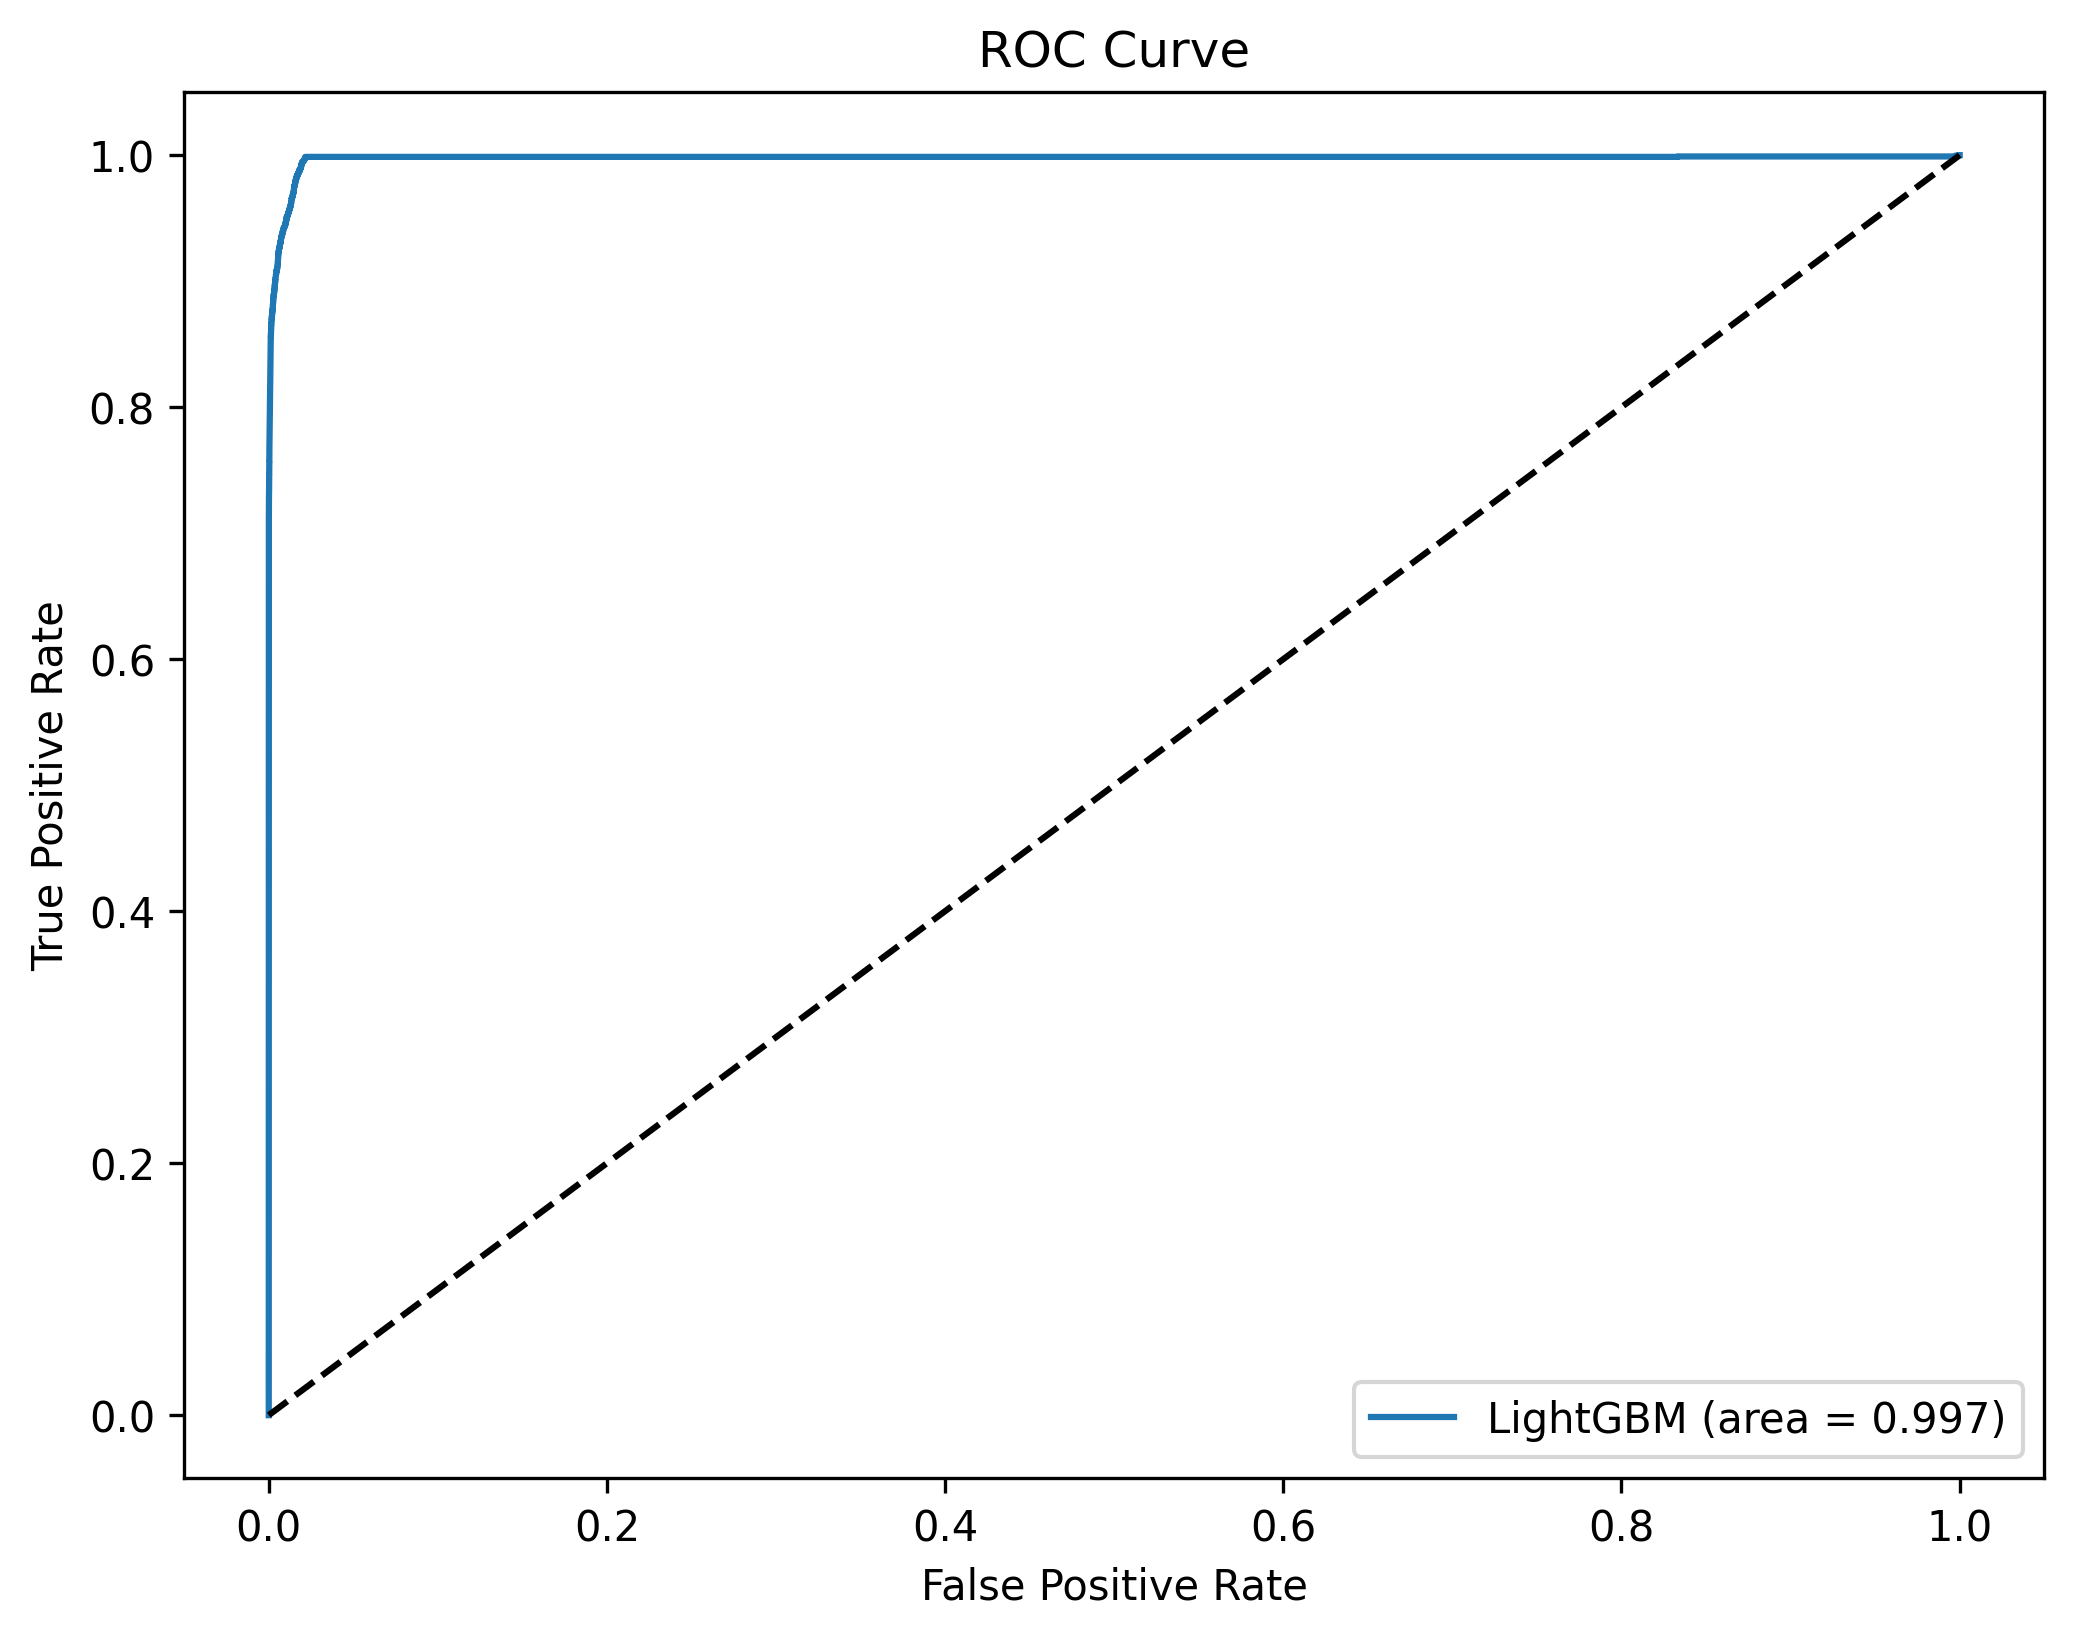 ROC Curve
1.0
0.8
0.6
0.4
0.2
0.0
True Positive Rate
LightGBM (area = 0.997)
0.0 0.2 0.4 0.6 0.8 1.0
False Positive Rate